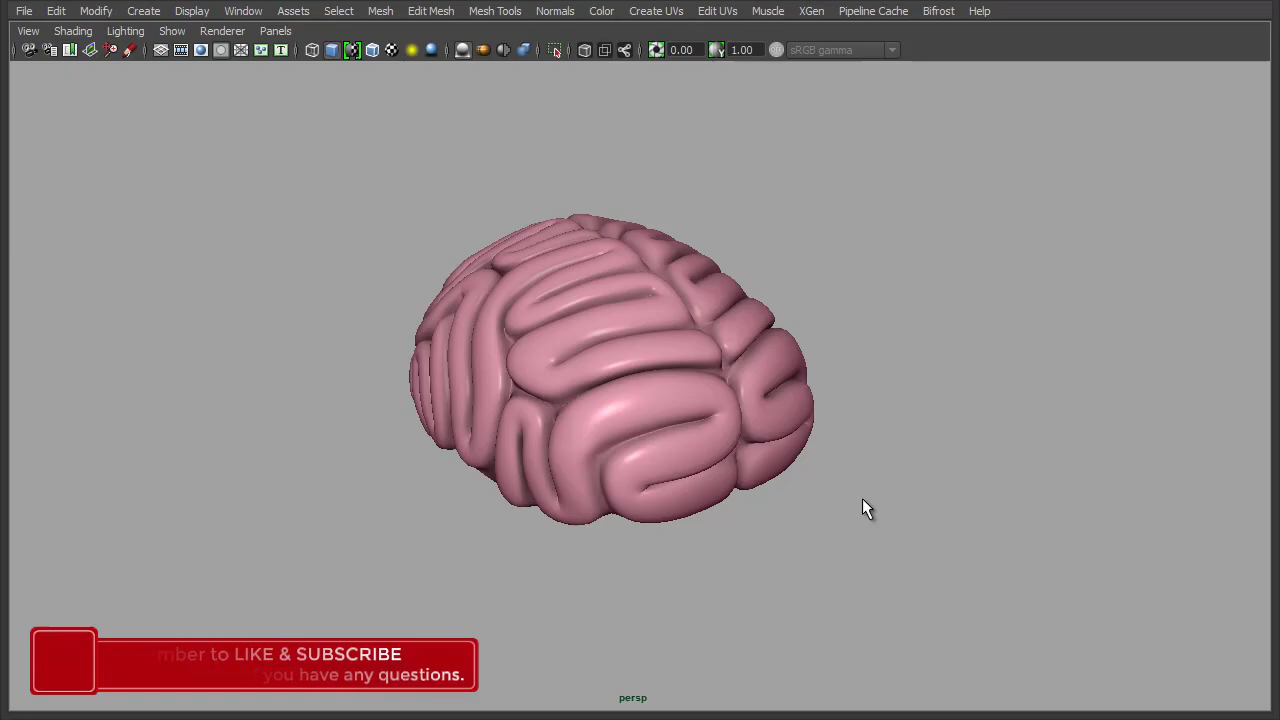 File Edit Modify Create Display Window Assets Select Mesh Edit Mesh Mesh Tools Normals Color Create UVs Edit UVs Muscle XGen Pipeline Cache Bifrost Help
View Shading Lighting Show Renderer Panels
0.00 1.00 sRGB gamma
mber to LIKE & SUBSCRIBE
you have any questions.
persp